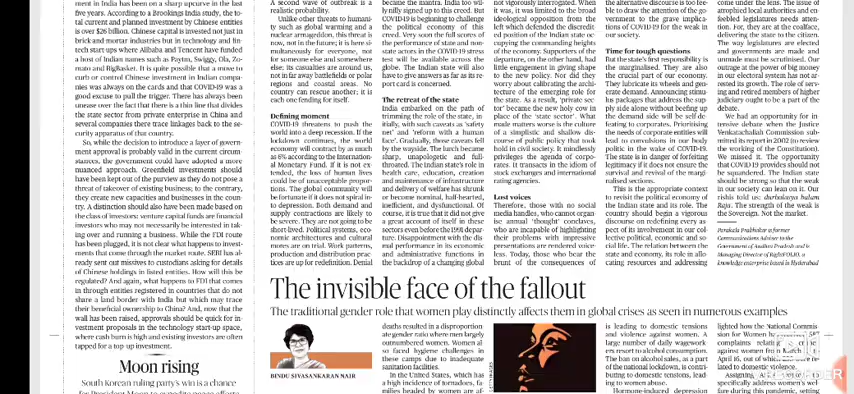 ment in India has been on a sharp upcurve in the last
five years. According to a Brookings India study, the to-
tal current and planned investment by Chinese entities
is over $26 billion. Chinese capital is invested not just in
brick-and mortar industries but in technology and fin-
tech start ups where Alibaba and Tencent have funded
a host of Indian names such as Paytm, Swiggy, Ola, Zo-
mato and BigBasket. It is quite possible that a move to
curb or control Chinese investment in Indian compa-
nies was always on the cards and that COVID-19 was a
good excuse to pull the trigger. There has always been
unease over the fact that there is a thin line that divides
the state sector from private enterprise in China and
several companies there trace linkages back to the se-
curity apparatus of that country.
So, while the decision to introduce a layer of govern-
ment approval is probably valid in the current circum-
stances, the government could have adopted a more
nuanced approach. Greenfield investments should
have been kept out of the purview as they do not pose a
threat of takeover of existing business; to the contrary,
they create new capacities and businesses in the coun-
try. A distinction should also have been made based on
the class of investors: venture capital funds are financial
investors who may not necessarily be interested in tak-
ing over and running a business. While the FDI route
has been plugged, it is not clear what happens to invest-
ments that come through the market route. SEBI has al-
ready sent out missives to custodians asking for details
of Chinese holdings in listed entities. How will this be
regulated? And again, what happens to FDI that comes
in through entities registered in countries that do not
share a land border with India but which may trace
their beneficial ownership to China? And, now that the
wall has been raised, approvals should be quick for in-
vestment proposals in the technology start-up space,
where cash burn is high and existing investors are often
tapped for a top-up investment.
Moon rising
South Korean ruling party's win is a chance
A second wave of outbreak is a
realistic probability.
Unlike other threats to human-
ity such as global warming and a
nuclear armageddon, this threat is
now, not in the future; it is here si-
multaneously for everyone, not
for someone else and somewhere
else; its casualties are around us,
not in far away battlefields or polar
regions and coastal areas. No
country can rescue another; it is
each one fending for itself.
Defining moment
COVID-19 threatens to push the
world into a deep recession. If the
lockdown continues, the world
economy will contract by as much
as 6% according to the Internation-
al Monetary Fund. If it is not ex-
tended, the loss of human lives
could be of unacceptable propor-
tions. The global community will
be fortunate if it does not spiral in-
to depression. Both demand and
supply contractions are likely to
be severe. They are not going to be
short-lived. Political systems, eco-
nomic architectures and cultural
mores are on trial. Work patterns,
production and distribution prac-
tices are up for redefinition. Denial
became the mantra. India too wil-
lfully signed up to this creed. But
COVID-19 is beginning to challenge
the political economy of this
creed. Very soon the full scores of
the performance of state and non-
state actors in the COVID-19 stress
test will be available across the
globe. The Indian state will also
have to give answers as far as its re-
port card is concerned.
The retreat of the state
India embarked on the path of
trimming the role of the state, in-
itially, with such caveats as 'safety
net' and 'reform with a human
face'. Gradually, those caveats fell
by the wayside. The lurch became
sharp, unapologetic and full-
throated. The Indian state's role in
health care, education, creation
and maintenance of infrastructure
and delivery of welfare has shrunk
or become nominal, half-hearted,
inefficient, and dysfunctional. Of
course, it is true that it did not give
a great account of itself in these
sectors even before the 1991 depar-
ture. Disappointment with the dis-
mal performance in its economic
and administrative functions in
the backdrop of a changing global
not vigorously interrogated. When
it was, it was limited to the broad
ideological opposition from the
left which defended the discredit-
ed position of the Indian state oc-
cupying the commanding heights
of the economy. Supporters of the
departure, on the other hand, had
little engagement in giving shape
to the new policy. Nor did they
worry about calibrating the archi-
tecture of the emerging role for
the state. As a result, 'private sec-
tor' became the new holy cow in
the place of the 'state sector'. What
made matters worse is the culture
of a simplistic and shallow dis-
course of public policy that took
hold in civil society. It mindlessly
privileges the agenda of corpo-
rates, it transacts in the idiom of
stock exchanges and international
rating agencies.
Lost voices
Therefore, those with no social
media handles, who cannot organ-
ise annual 'thought' conclaves,
who are incapable of highlighting
their problems with impressive
presentations are rendered voice-
less. Today, those who bear the
brunt of the consequences of
the alternative discourse is too fee-
ble to draw the attention of the
government to the grave implica-
tions of COVID-19 for the weak in
our society.
Time for tough questions
But the state's first responsibility is
the marginalised. They are also
the crucial part of our economy.
They lubricate its wheels and gen-
erate demand. Announcing stimu-
lus packages that address the sup-
ply side alone without beefing up
the demand side will be self-de-
feating to corporates. Prioritising
the needs of corporate entities will
lead to convulsions in our body
politic in the wake of COVID-19.
The state is in danger of forfeiting
legitimacy if it does not ensure the
survival and revival of the margi-
nalised sections.
This is the appropriate context
to revisit the political economy of
the Indian state and its role. The
country should begin a vigorous
discourse on redefining every as-
pect of its involvement in our col-
lective political, economic and so-
cial life. The relation between the
state and economy, its role in allo-
cating resources and addressing
come under the lens. The issue of
atrophied local authorities and en-
feebled legislatures needs atten-
tion. For, they are at the coalface,
delivering the state to the citizens.
The way legislatures are elected
and governments are made and
unmade must be scrutinised. Our
outrage at the power of big money
in our electoral system has not ar-
rested its growth. The role of serv-
ing and retired members of higher
judiciary ought to be a part of the
debate.
We had an opportunity for in-
tensive debate when the Justice
Venkatachaliah Commission sub-
mitted its report in 2002 (to review
the working of the Constitution).
We missed it. The opportunity
that COVID-19 provides should not
be squandered. The Indian state
should be so strong that the weak
in our society can lean on it. Our
rishis told us: durbalasya balam
Raja. The strength of the weak is
the Sovereign. Not the market.
Parakala Prabhakar is former
Communications Adviser to the
Government of Andhra Pradesh and is
Managing Director of RightFOLIO, a
knowledge enterprise based in Hyderabad
The invisible face of the fallout
The traditional gender role that women play distinctly affects them in global crises as seen in numerous examples
BINDU SIVASANKARAN NAIR
deaths resulted in a disproportion-
ate gender ratio where men largely
outnumbered women. Women al-
so faced hygiene challenges in
these camps due to inadequate
sanitation facilities.
In the United States, which has
a high incidence of tornadoes, fa-
milies headed by women are af-
is leading to domestic tensions
and violence against women. A
large number of daily wagework-
ers resort to alcohol consumption.
The ban on alcohol sales, as a part
of the national lockdown, is contri-
buting to domestic tensions, lead-
ing to women abuse.
Hormone-induced depression
lighted how the National Commis-
sion for Women
complaints
against women from March
April 16, out of which were re-
lated to domestic violence.
Assigning
specifically address women's wel-
fare during this pandemic, setting